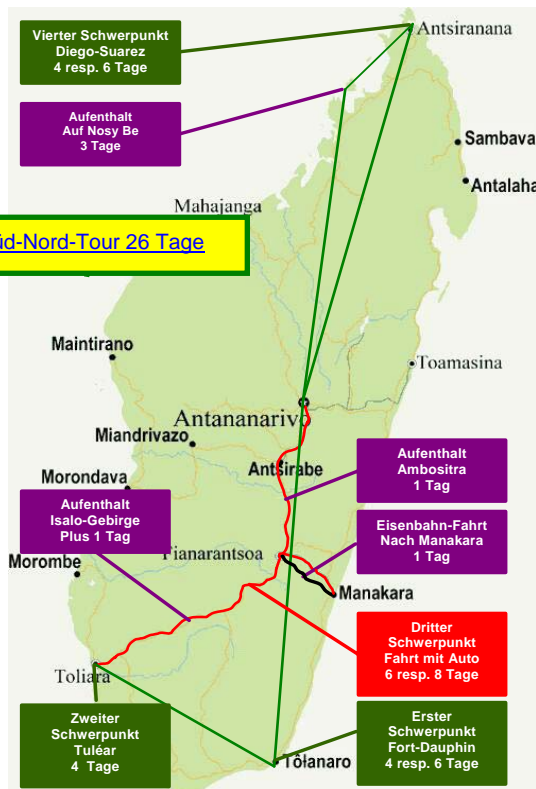 Vierter Schwerpunkt
Diego-Suarez
4 resp. 6 Tage
Antsiranana
Aufenthalt
Auf Nosy Be
3 Tage
Sambava
Antalaha
Mahajanga
üd-Nord-Tour 26 Tage
Maintirano
Toamasina
Antananarivo
Miandrivazo
Antsirabe
Aufenthalt
Ambositra
1 Tag
Morondava
Aufenthalt
Isalo-Gebirge
Plus 1 Tag
Eisenbahn-Fahrt
Nach Manakara
1 Tag
Fianarantsoa
Morombe
Manakara
Dritter
Schwerpunkt
Fahrt mit Auto
6 resp. 8 Tage
Toliara
Zweiter
Schwerpunkt
Tuléar
4 Tage
Erster
Schwerpunkt
Fort-Dauphin
4 resp. 6 Tage
Tôlanaro